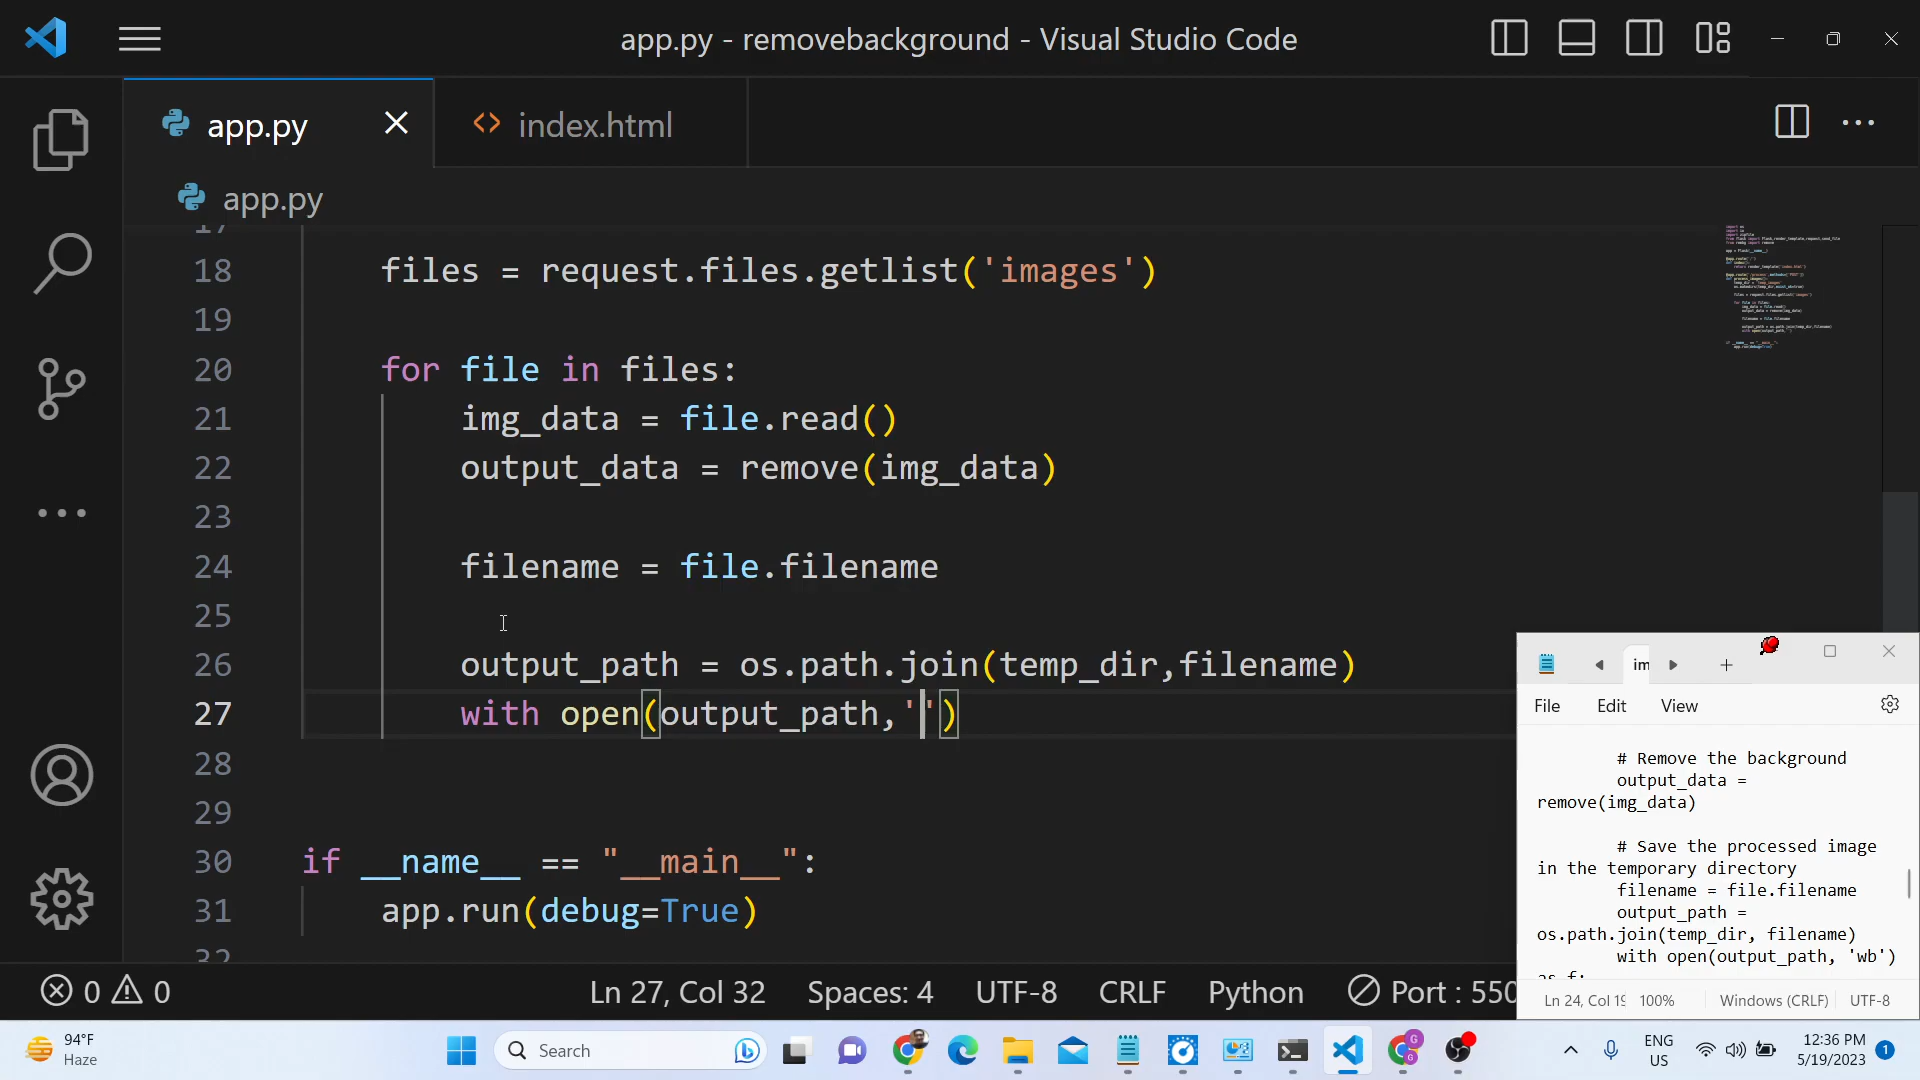 app.py - removebackground - Visual Studio Code
app.py
index.html
app.py
17
18 files = request.files.getlist('images')
19
20 for file in files:
21 img_data = file.read()
22 output_data = remove(img_data)
23
24 filename = file.filename
25
26 output_path = os.path.join(temp_dir,filename)
27 with open(output_path,'')
28
29
30 if __name__ == "__main__":
31 app.run(debug=True)
32
im
File Edit View
# Remove the background
output_data =
remove(img_data)
# Save the processed image
in the temporary directory
filename = file.filename
output_path =
os.path.join(temp_dir, filename)
with open(output_path, 'wb')
as f:
Ln 24, Col 19 100% Windows (CRLF) UTF-8
0 0 Ln 27, Col 32 Spaces: 4 UTF-8 CRLF Python Port : 550
94°F
Haze
Search
ENG
US
12:36 PM
5/19/2023
1